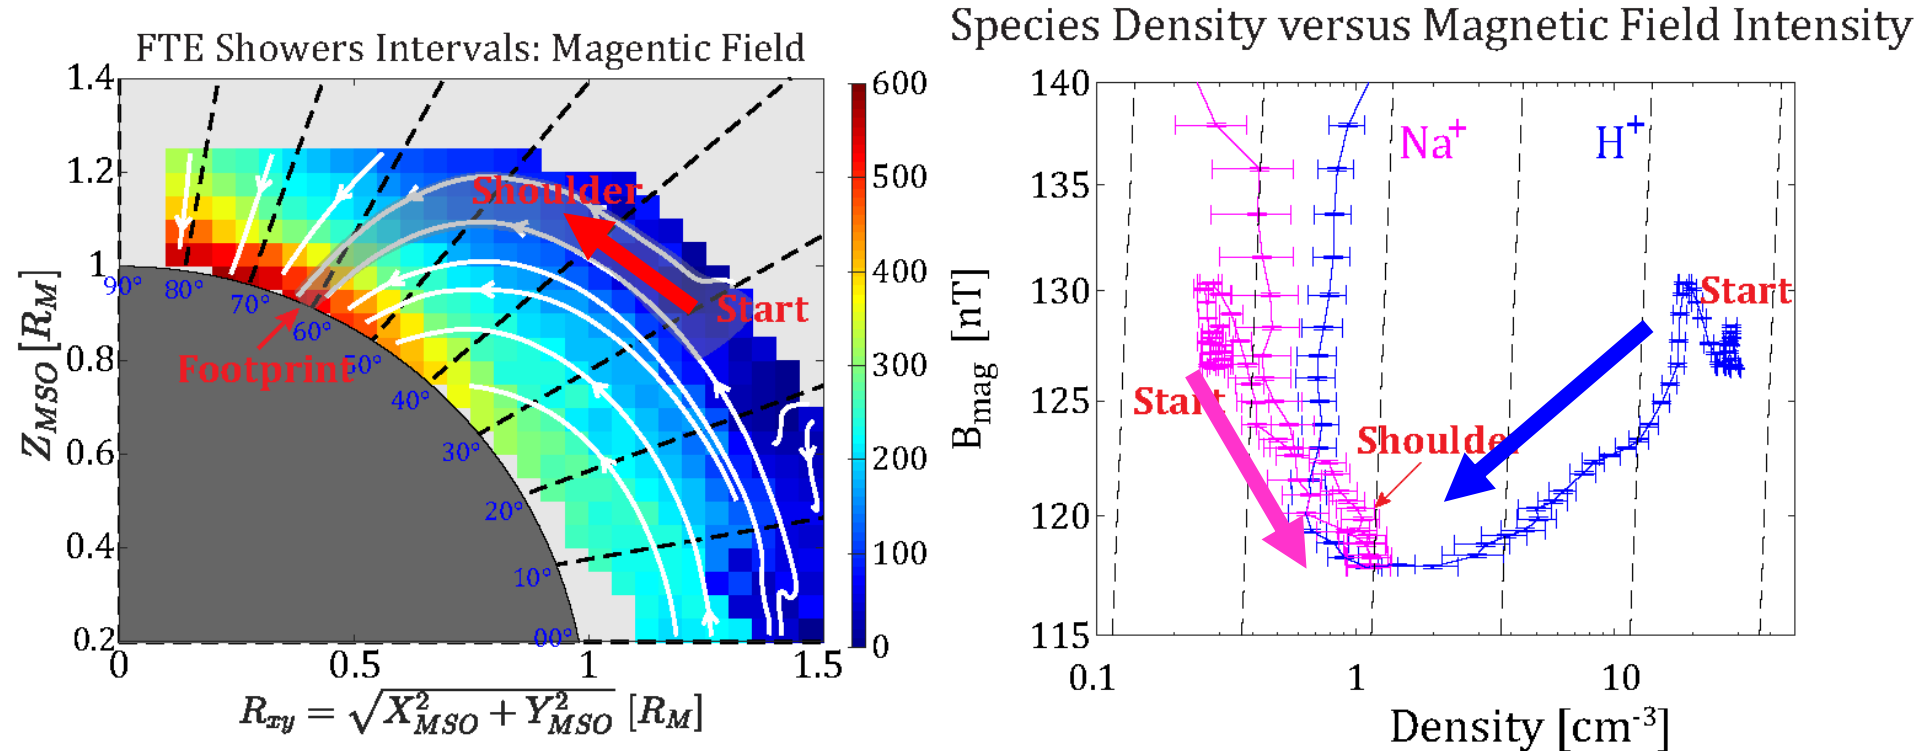 FTE Showers Intervals: Magentic Field
1.4
1.2
1
0.8
0.6
0.4
0.2
Z_MSO [R_M]
0
0.5
1
1.5
R_xy = √X²_MSO + Y²_MSO [R_M]
90°
80°
70°
60°
50°
40°
30°
20°
10°
00°
Shoulder
Start
Footprint
600
500
400
300
200
100
0
Species Density versus Magnetic Field Intensity
B_mag [nT]
140
135
130
125
120
115
Na⁺
H⁺
Start
Start
Shoulde
0.1
1
10
Density [cm⁻³]